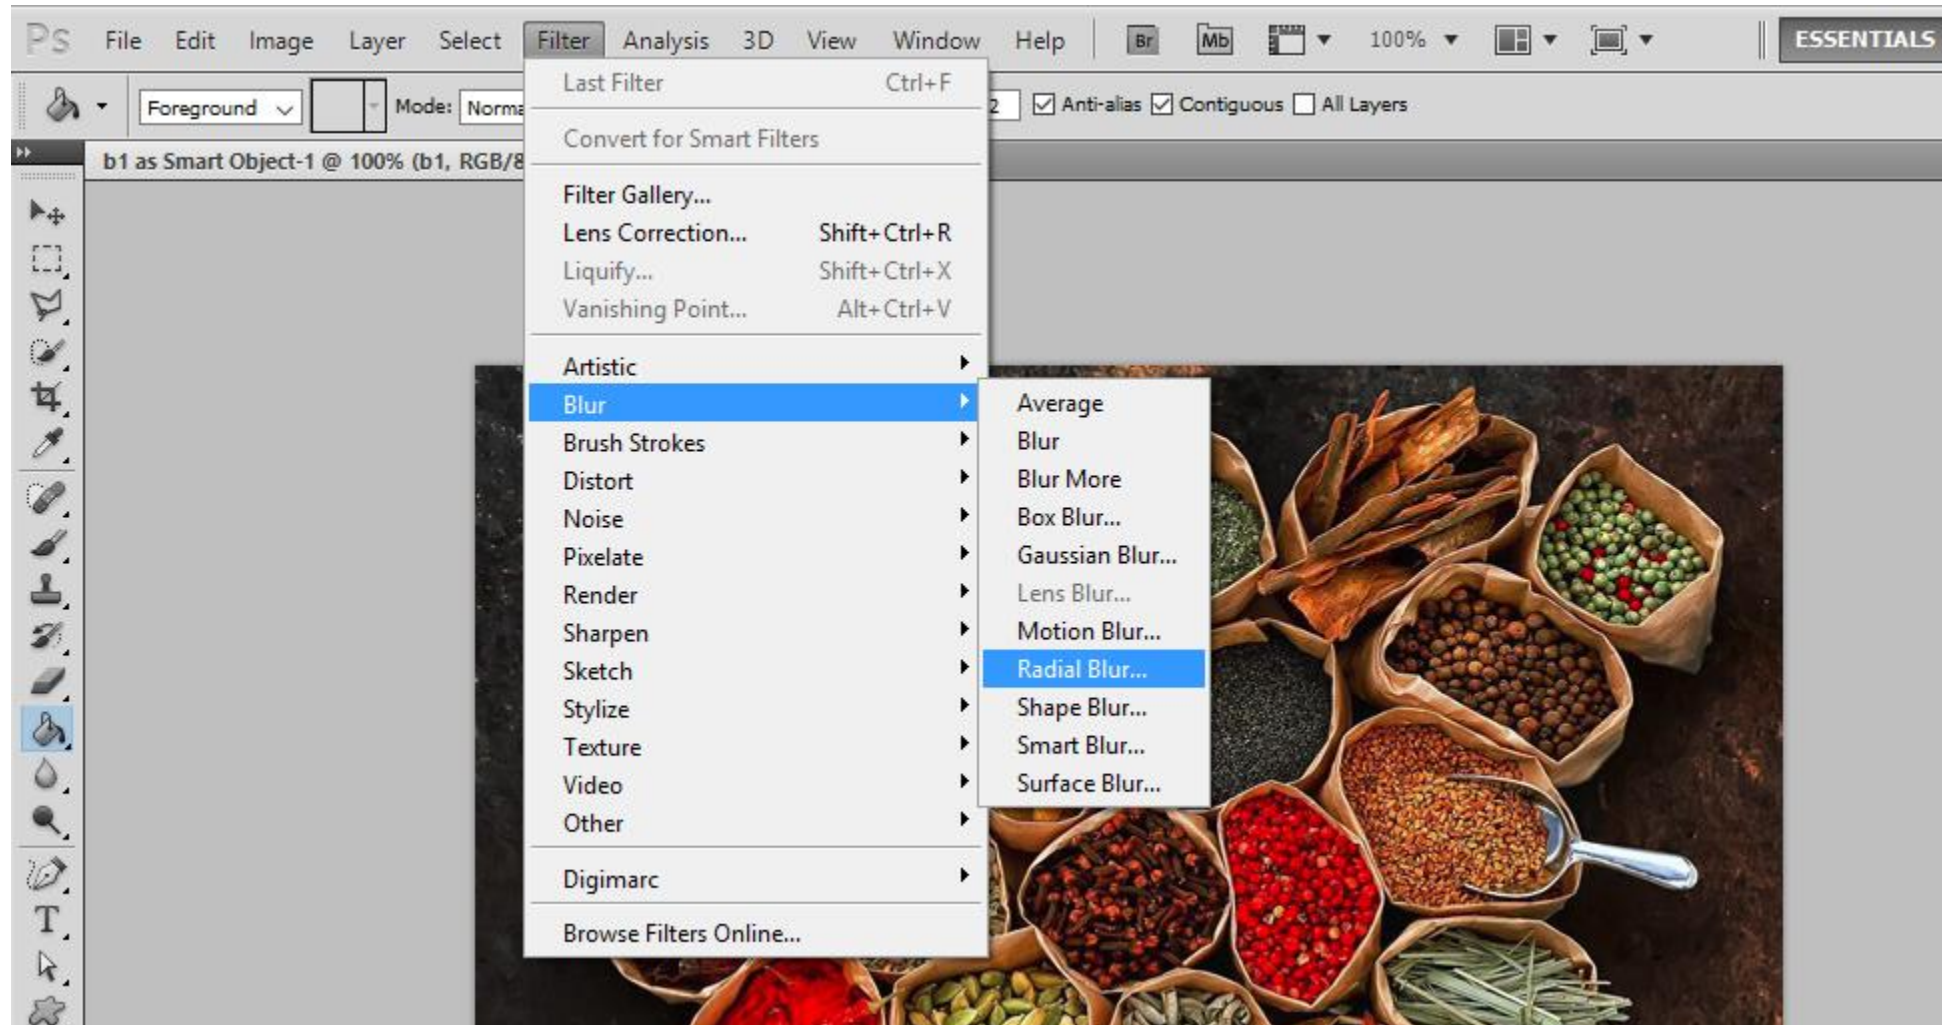 Ps File Edit Image Layer Select Filter Analysis 3D View Window Help Br Mb 100% ESSENTIALS
Foreground Mode: Norma 2 Anti-alias Contiguous All Layers
b1 as Smart Object-1 @ 100% (b1, RGB/8
Last Filter Ctrl+F
Convert for Smart Filters
Filter Gallery...
Lens Correction... Shift+Ctrl+R
Liquify... Shift+Ctrl+X
Vanishing Point... Alt+Ctrl+V
Artistic
Blur
Brush Strokes
Distort
Noise
Pixelate
Render
Sharpen
Sketch
Stylize
Texture
Video
Other
Digimarc
Browse Filters Online...
Average
Blur
Blur More
Box Blur...
Gaussian Blur...
Lens Blur...
Motion Blur...
Radial Blur...
Shape Blur...
Smart Blur...
Surface Blur...
T